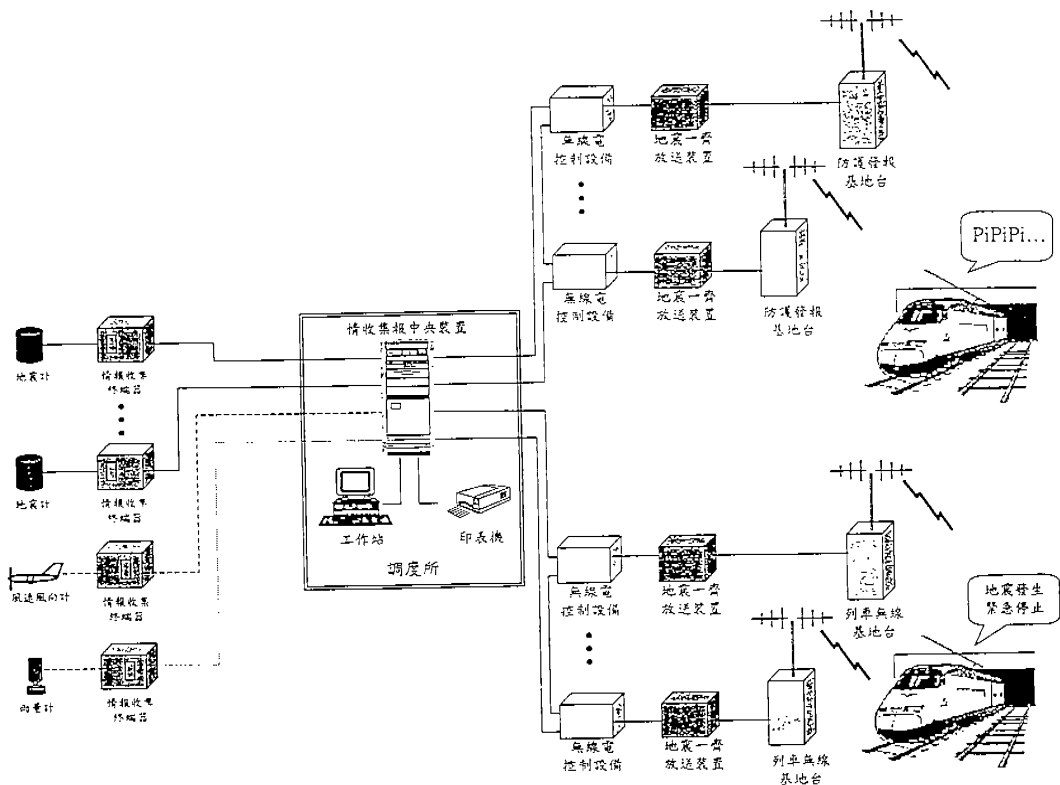 無線電
控制設備
地震一齊
放送裝置
防護發報
基地台
無線電
控制設備
地震一齊
放送裝置
防護發報
基地台
PiPiPi...
情收集報中央裝置
地震計
情報收集
終端器
地震計
情報收集
終端器
工作站
印表機
調度所
風速風向計
情報收集
終端器
雨量計
情報收集
終端器
無線電
控制設備
地震一齊
放送裝置
列車無線
基地台
地震發生
緊急停止
無線電
控制設備
地震一齊
放送裝置
列車無線
基地台